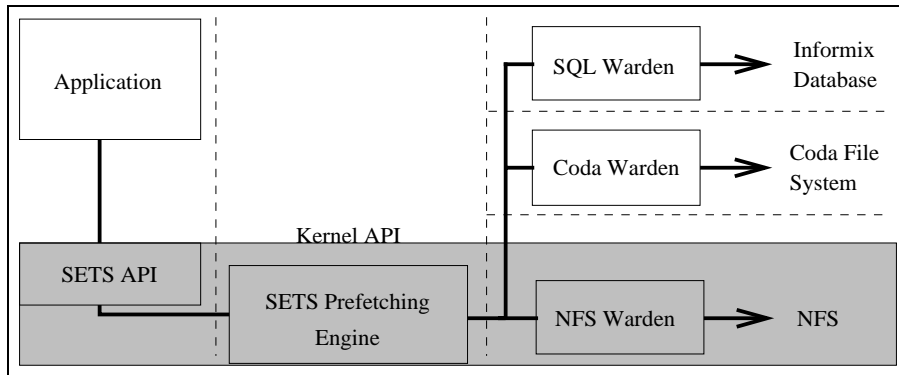 Application
SETS API
Kernel API
SETS Prefetching
Engine
SQL Warden
Informix
Database
Coda Warden
Coda File
System
NFS Warden
NFS